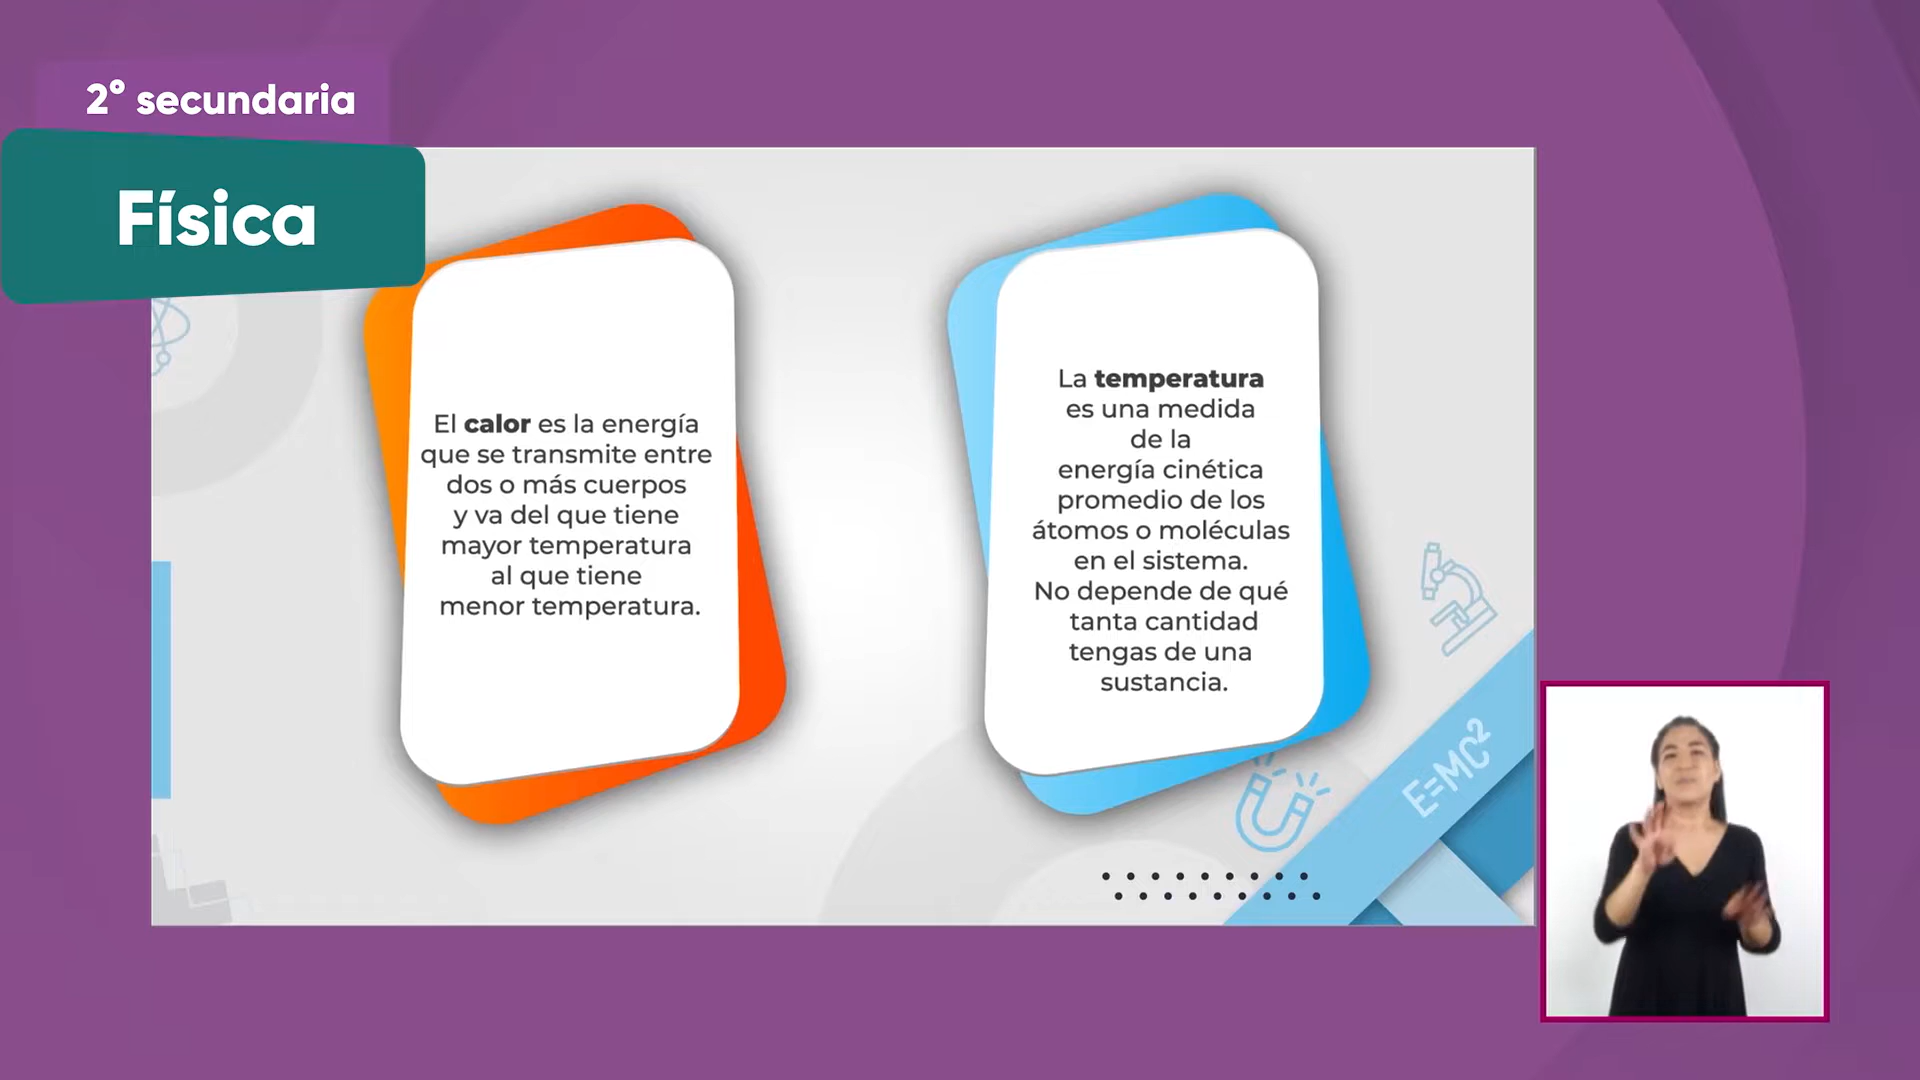 2° secundaria
Física
El calor es la energía
que se transmite entre
dos o más cuerpos
y va del que tiene
mayor temperatura
al que tiene
menor temperatura.
La temperatura
es una medida
de la
energía cinética
promedio de los
átomos o moléculas
en el sistema.
No depende de qué
tanta cantidad
tengas de una
sustancia.
E=MC²